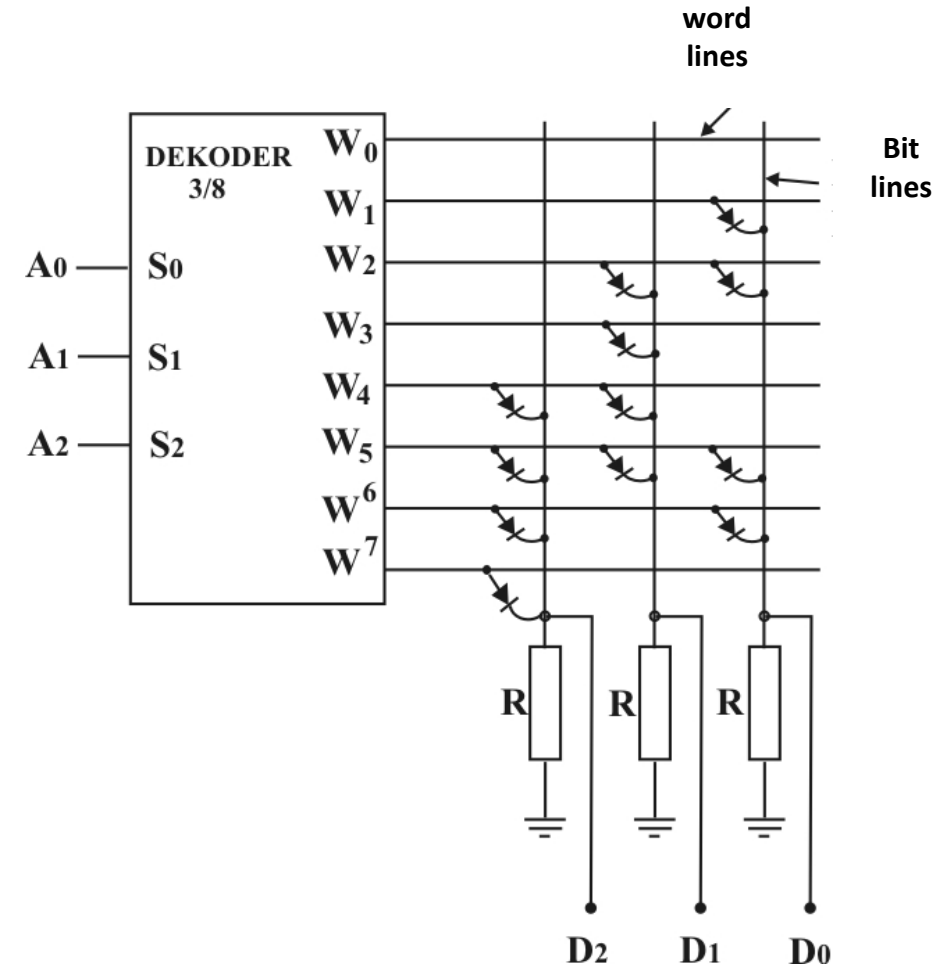 word
lines
Bit
lines
DEKODER
3/8
W0
W1
W2
W3
W4
W5
W6
W7
A0
S0
A1
S1
A2
S2
R
R
R
D2
D1
D0